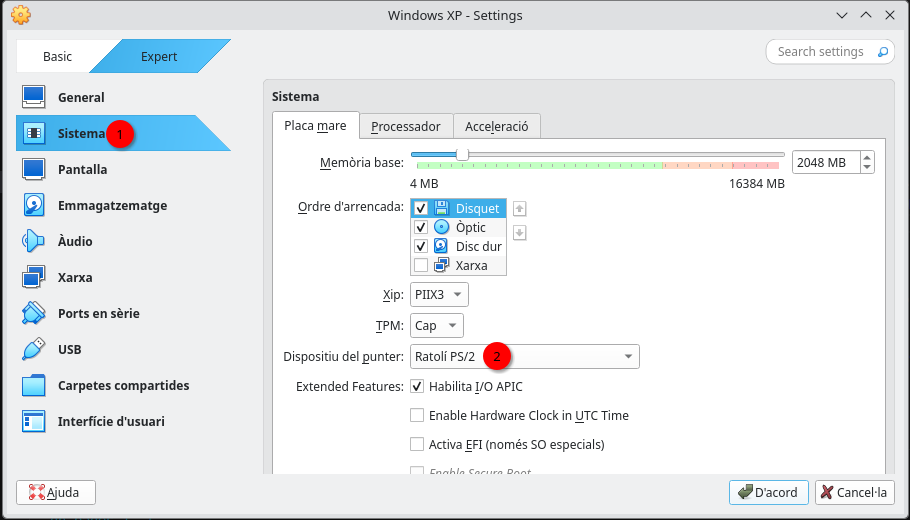 Windows XP - Settings
Basic
Expert
Search settings
General
Sistema
1
Pantalla
Emmagatzematge
Àudio
Xarxa
Ports en sèrie
USB
Carpetes compartides
Interfície d'usuari
Sistema
Placa mare
Processador
Acceleració
Memòria base:
2048 MB
4 MB
16384 MB
Ordre d'arrencada:
Disquet
Òptic
Disc dur
Xarxa
Xip:
PIIX3
TPM:
Cap
Dispositiu del punter:
Ratolí PS/2
2
Extended Features:
Habilita I/O APIC
Enable Hardware Clock in UTC Time
Activa EFI (només SO especials)
Enable Secure Boot
Ajuda
D'acord
Cancel·la